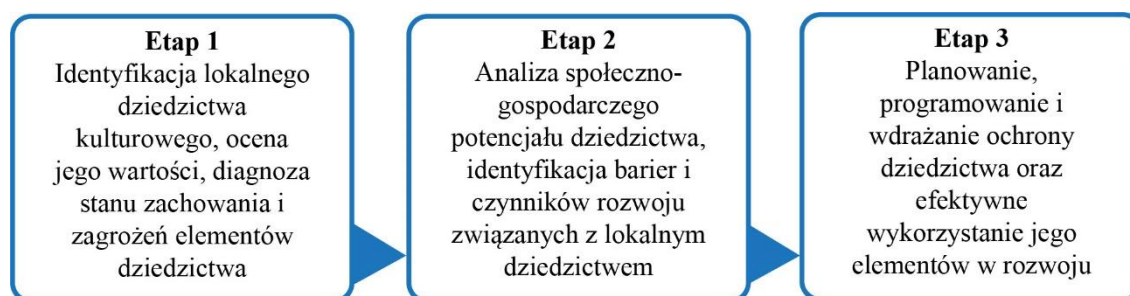 Etap 1
Identyfikacja lokalnego
dziedzictwa
kulturowego, ocena
jego wartości, diagnoza
stanu zachowania i
zagrożeń elementów
dziedzictwa
Etap 2
Analiza społeczno-
gospodarczego
potencjału dziedzictwa,
identyfikacja barier i
czynników rozwoju
związanych z lokalnym
dziedzictwem
Etap 3
Planowanie,
programowanie i
wdrażanie ochrony
dziedzictwa oraz
efektywne
wykorzystanie jego
elementów w rozwoju